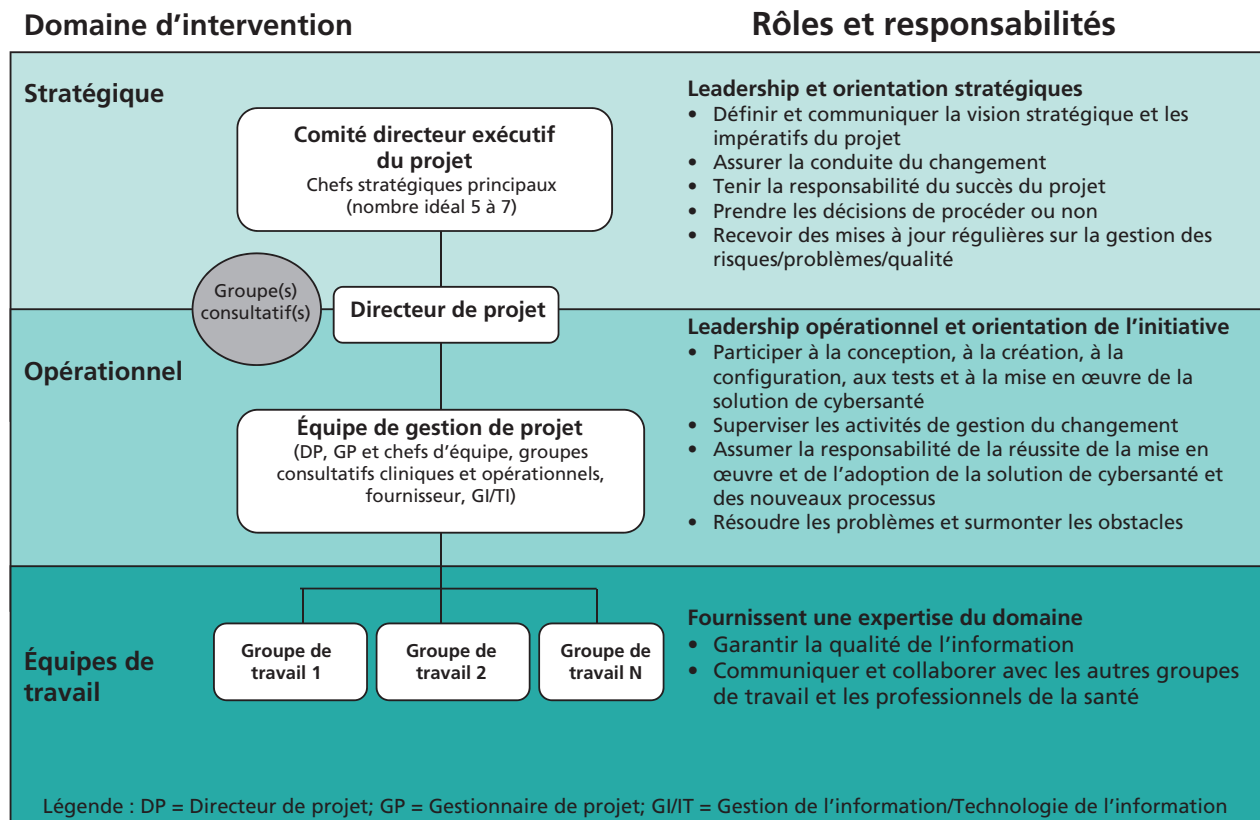 Domaine d’intervention
Rôles et responsabilités
Stratégique
Comité directeur exécutif
du projet
Chefs stratégiques principaux
(nombre idéal 5 à 7)
Leadership et orientation stratégiques
• Définir et communiquer la vision stratégique et les
impératifs du projet
• Assurer la conduite du changement
• Tenir la responsabilité du succès du projet
• Prendre les décisions de procéder ou non
• Recevoir des mises à jour régulières sur la gestion des
risques/problèmes/qualité
Groupe(s)
consultatif(s)
Directeur de projet
Opérationnel
Équipe de gestion de projet
(DP, GP et chefs d’équipe, groupes
consultatifs cliniques et opérationnels,
fournisseur, GI/TI)
Leadership opérationnel et orientation de l’initiative
• Participer à la conception, à la création, à la
configuration, aux tests et à la mise en œuvre de la
solution de cybersanté
• Superviser les activités de gestion du changement
• Assumer la responsabilité de la réussite de la mise en
œuvre et de l’adoption de la solution de cybersanté et
des nouveaux processus
• Résoudre les problèmes et surmonter les obstacles
Équipes de
travail
Groupe de
travail 1
Groupe de
travail 2
Groupe de
travail N
Fournissent une expertise du domaine
• Garantir la qualité de l’information
• Communiquer et collaborer avec les autres groupes
de travail et les professionnels de la santé
Légende : DP = Directeur de projet; GP = Gestionnaire de projet; GI/IT = Gestion de l’information/Technologie de l’information